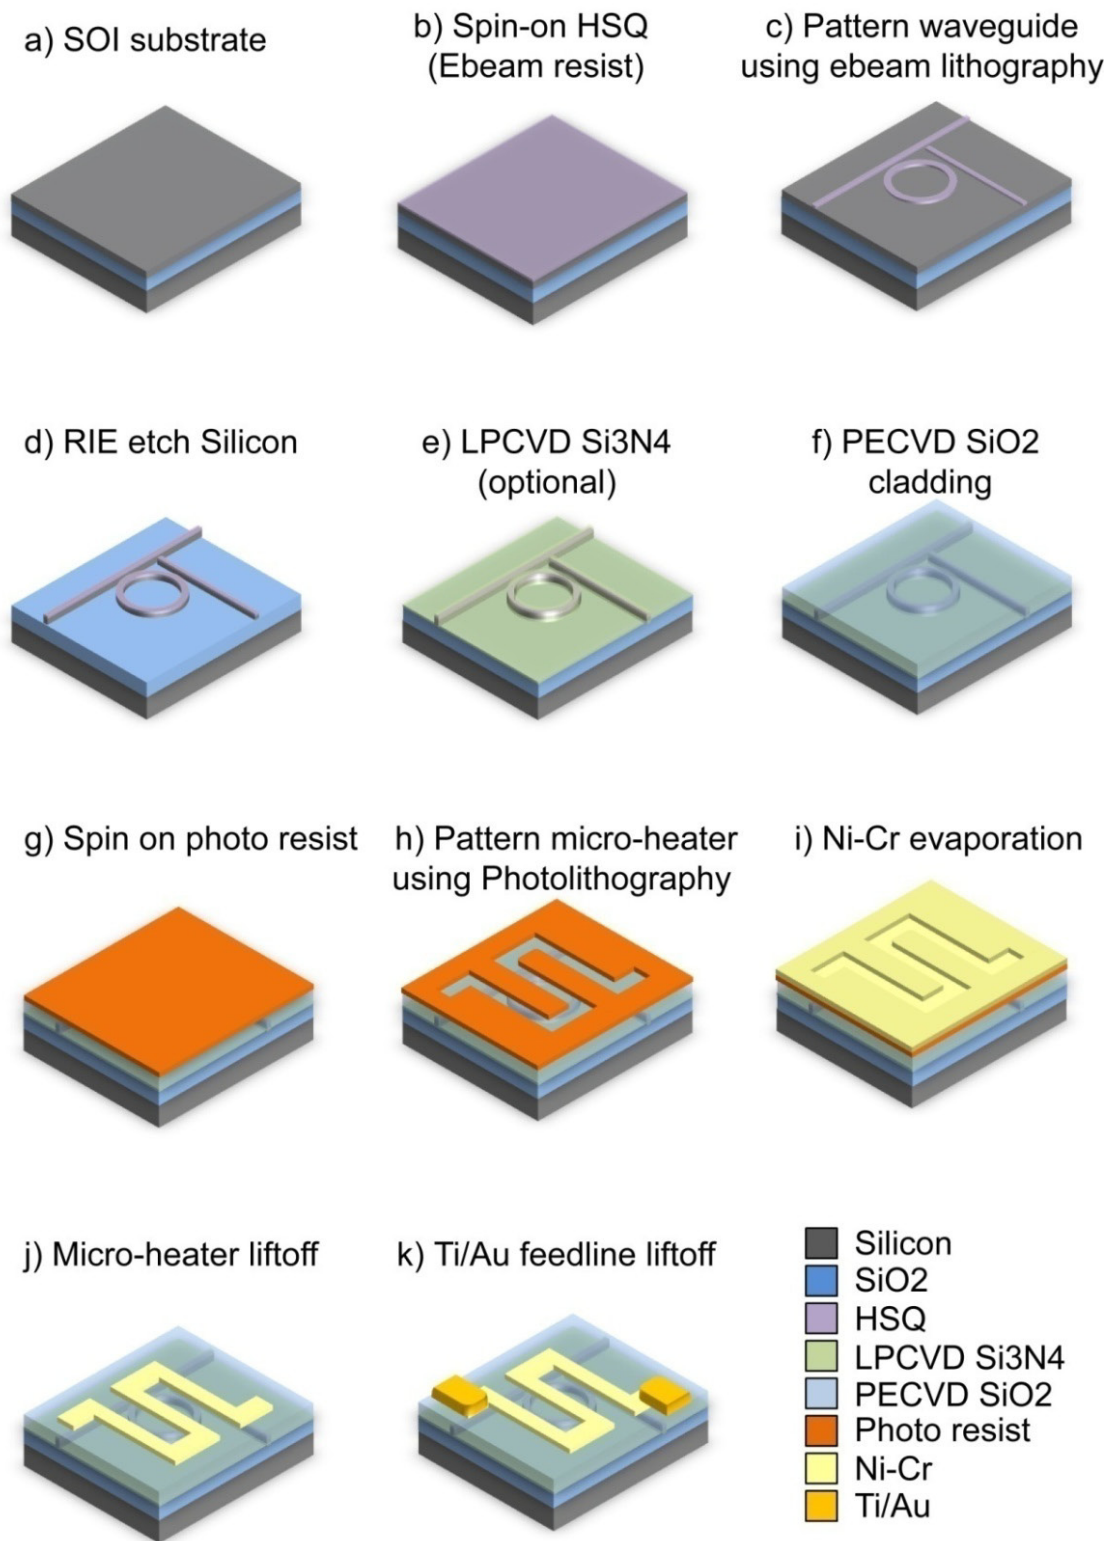 a) SOI substrate
b) Spin-on HSQ
(Ebeam resist)
c) Pattern waveguide
using ebeam lithography
d) RIE etch Silicon
e) LPCVD Si3N4
(optional)
f) PECVD SiO2
cladding
g) Spin on photo resist
h) Pattern micro-heater
using Photolithography
i) Ni-Cr evaporation
j) Micro-heater liftoff
k) Ti/Au feedline liftoff
Silicon
SiO2
HSQ
LPCVD Si3N4
PECVD SiO2
Photo resist
Ni-Cr
Ti/Au